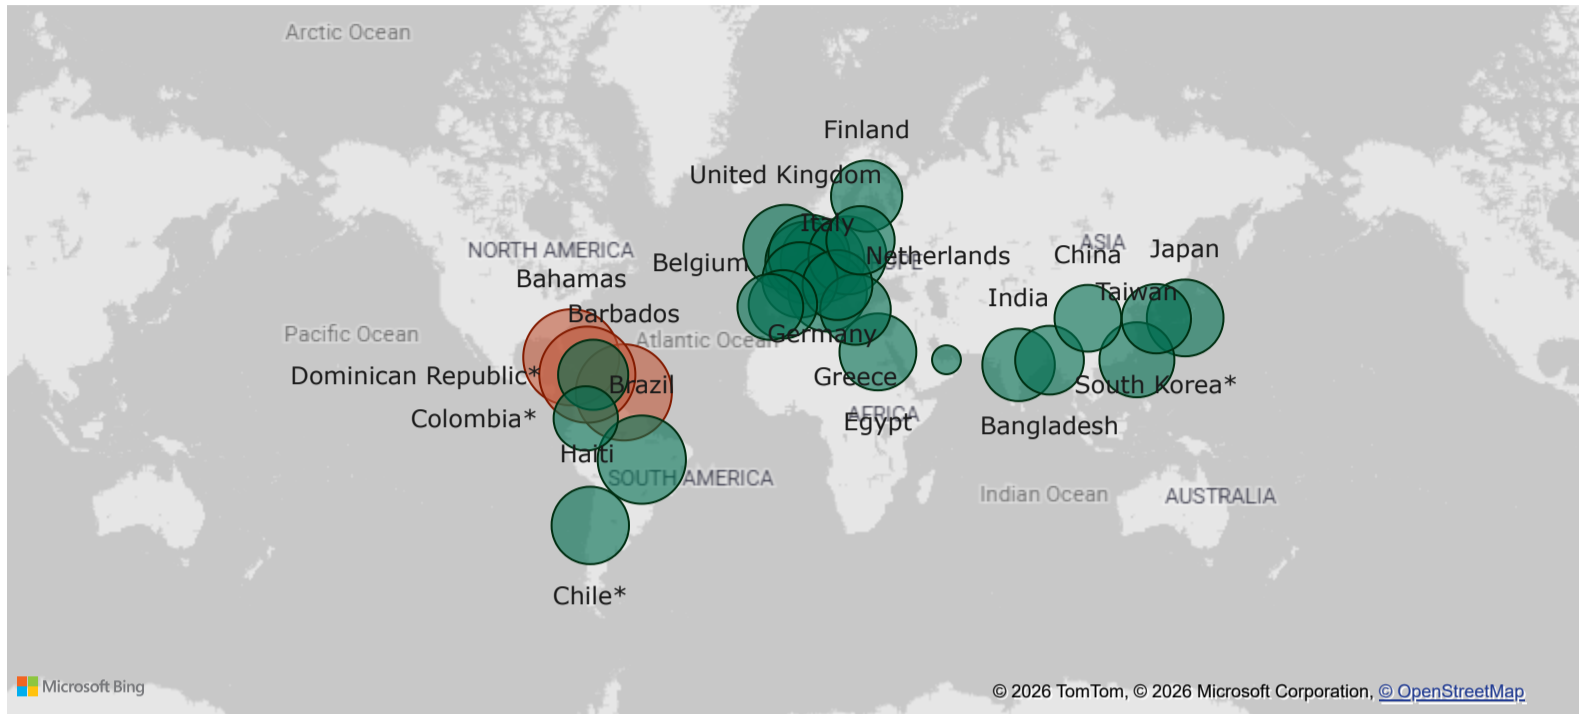 Arctic Ocean
Finland
United Kingdom
Italy
NORTH AMERICA
Belgium
Netherlands
ASIA
China
Japan
Bahamas
India
Taiwan
Barbados
Pacific Ocean
Atlantic Ocean
Germany
Dominican Republic*
Brazil
Greece
South Korea*
Colombia*
AFRICA
Egypt
Bangladesh
Haiti
SOUTH AMERICA
Indian Ocean
AUSTRALIA
Chile*
Microsoft Bing
© 2026 TomTom, © 2026 Microsoft Corporation, © OpenStreetMap